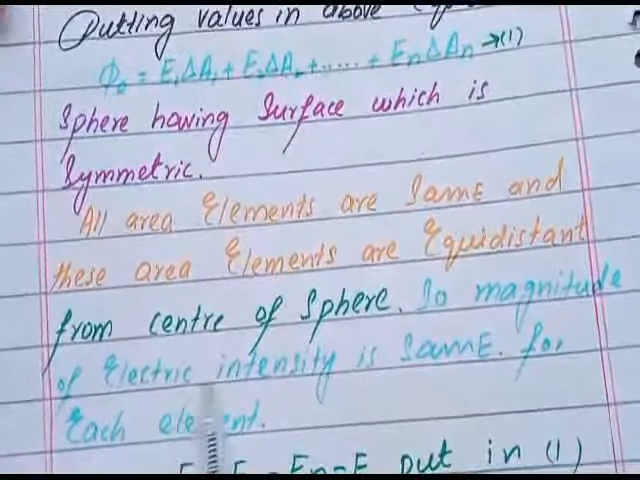 Putting values in above
Φe = E₁ΔA₁ + E₂ΔA₂ + ..... + EnΔAn →(1)
Sphere having Surface which is
Symmetric.
All area Elements are Same and
these area Elements are Equidistant
from centre of Sphere. So magnitude
of Electric intensity is Same. for
Each element.
En = E put in (1)